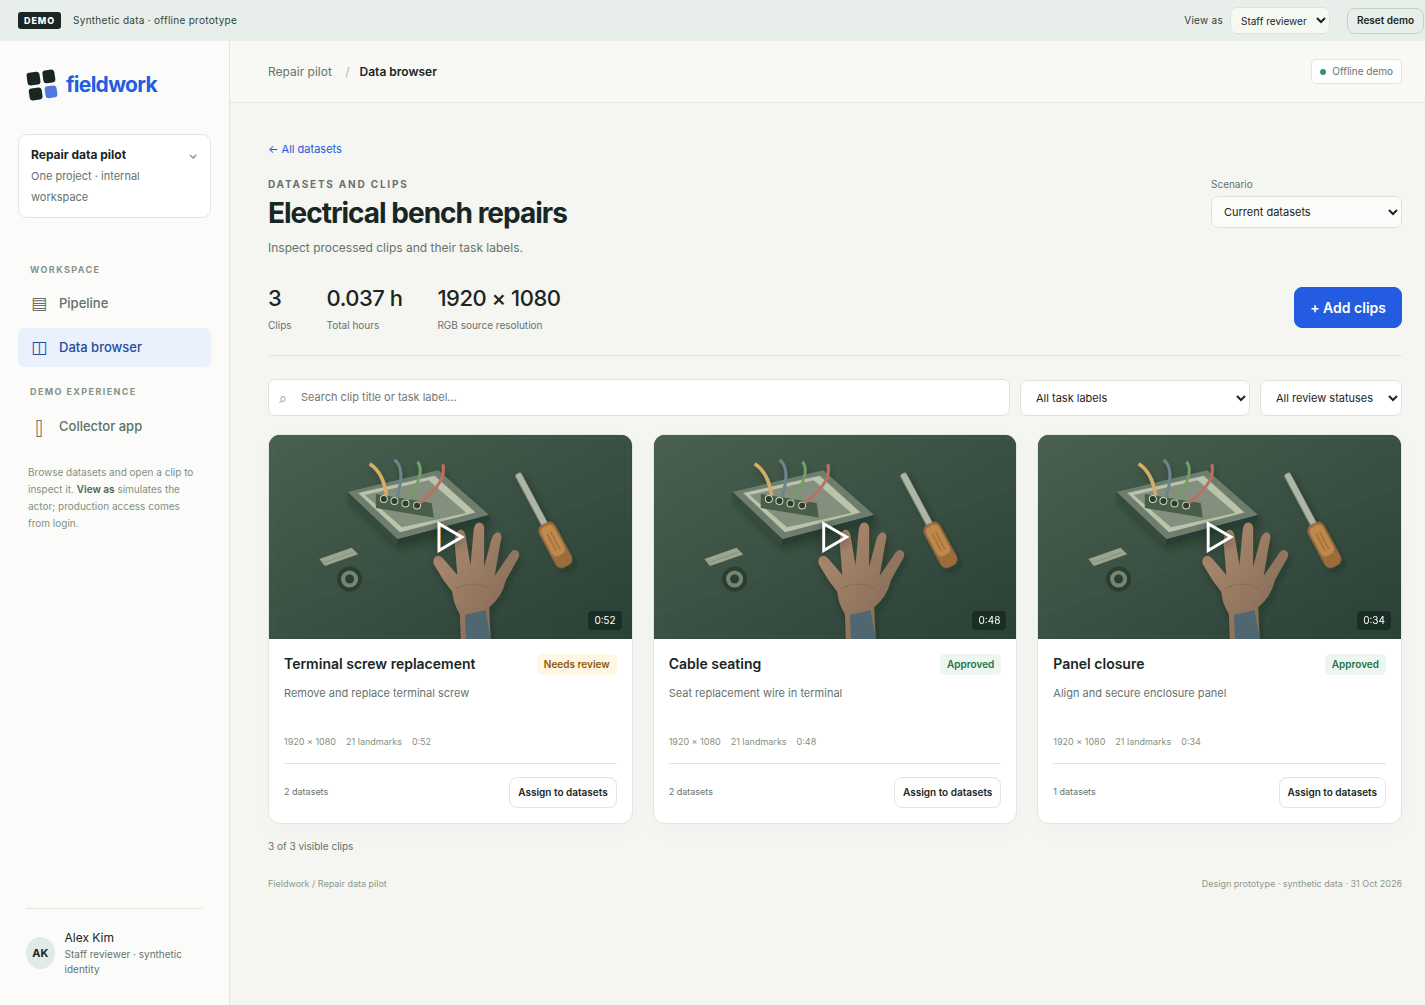 DEMO Synthetic data · offline prototype
View as Staff reviewer Reset demo
fieldwork
Repair data pilot
One project · internal
workspace
WORKSPACE
Pipeline
Data browser
DEMO EXPERIENCE
Collector app
Browse datasets and open a clip to
inspect it. View as simulates the
actor; production access comes
from login.
AK
Alex Kim
Staff reviewer · synthetic
identity
Repair pilot / Data browser
Offline demo
← All datasets
DATASETS AND CLIPS
Electrical bench repairs
Inspect processed clips and their task labels.
Scenario
Current datasets
3 0.037 h 1920 × 1080
Clips Total hours RGB source resolution
+ Add clips
Search clip title or task label...
All task labels
All review statuses
0:52
Terminal screw replacement Needs review
Remove and replace terminal screw
1920 × 1080 21 landmarks 0:52
2 datasets Assign to datasets
0:48
Cable seating Approved
Seat replacement wire in terminal
1920 × 1080 21 landmarks 0:48
2 datasets Assign to datasets
0:34
Panel closure Approved
Align and secure enclosure panel
1920 × 1080 21 landmarks 0:34
1 datasets Assign to datasets
3 of 3 visible clips
Fieldwork / Repair data pilot
Design prototype · synthetic data · 31 Oct 2026